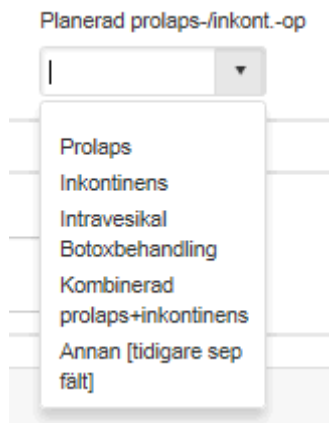 Planerad prolaps-/inkont.-op
Prolaps
Inkontinens
Intravesikal
Botoxbehandling
Kombinerad
prolaps+inkontinens
Annan [tidigare sep
fält]